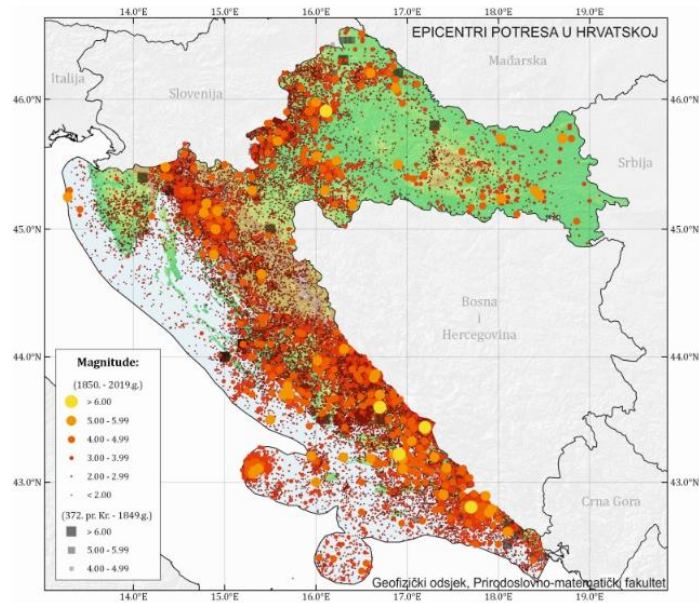 14.0°E 15.0°E 16.0°E 17.0°E 18.0°E 19.0°E
EPICENTRI POTRESA U HRVATSKOJ
Italija
Slovenija
Mađarska
46.0°N 46.0°N
Srbija
45.0°N 45.0°N
Bosna
i
Hercegovina
44.0°N 44.0°N
Magnitude:
(1850. - 2019.g.)
> 6.00
5.00 - 5.99
4.00 - 4.99
3.00 - 3.99
2.00 - 2.99
< 2.00
(372. pr. Kr. - 1849.g.)
> 6.00
5.00 - 5.99
4.00 - 4.99
43.0°N 43.0°N
Crna Gora
Geofizički odsjek, Prirodoslovno-matematički fakultet
14.0°E 15.0°E 16.0°E 17.0°E 18.0°E 19.0°E